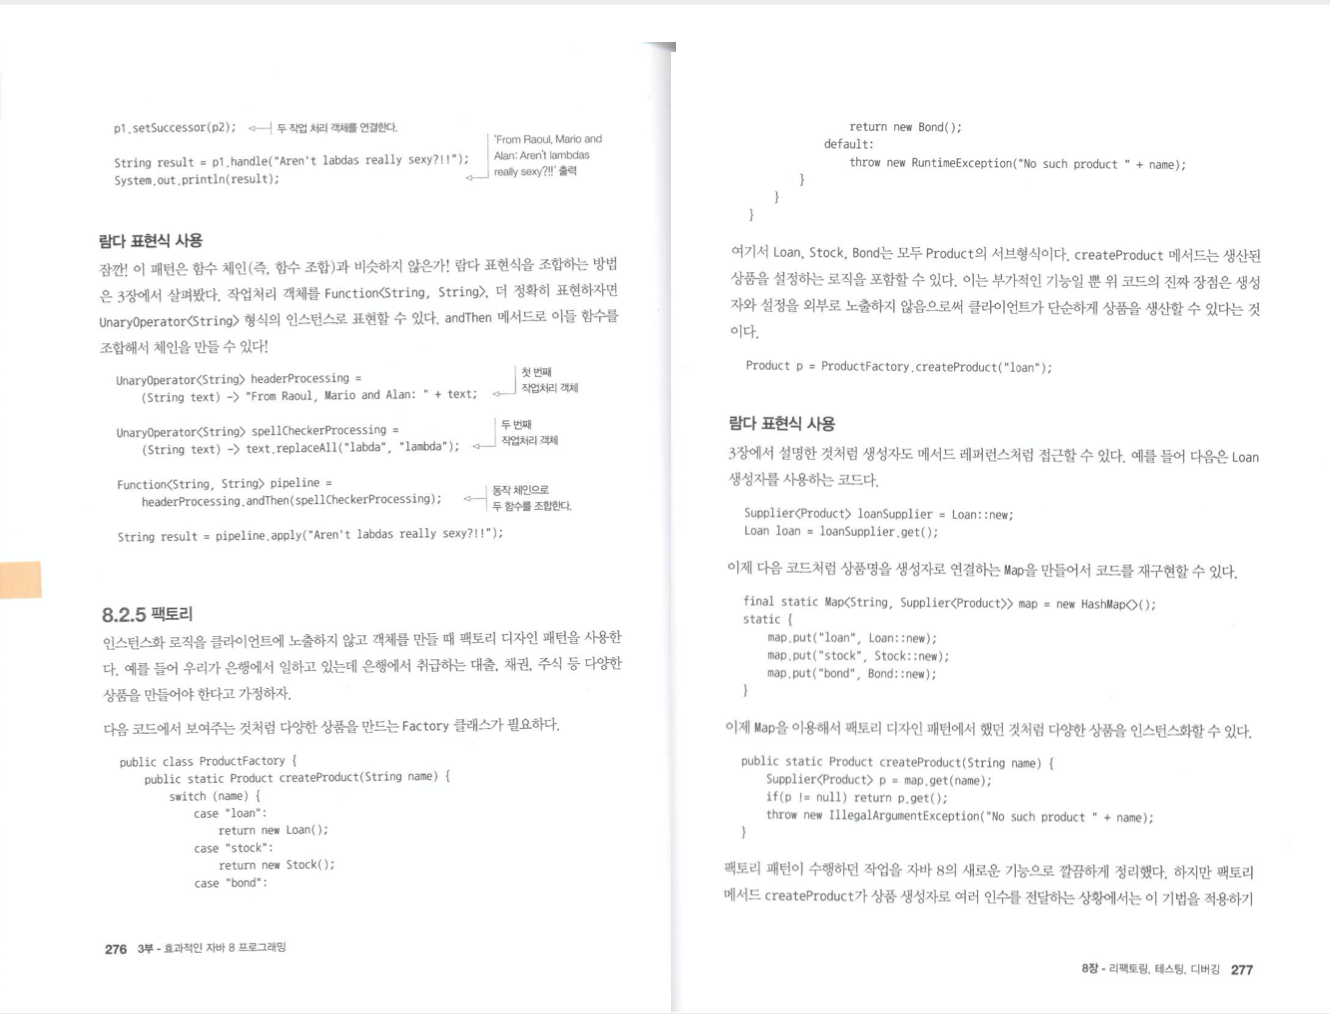 p1.setSuccessor(p2);
두 작업 처리 객체를 연결한다.
String result = p1.handle("Aren't labdas really sexy?!!");
System.out.println(result);
'From Raoul, Mario and
Alan: Aren't lambdas
really sexy?!!' 출력
람다 표현식 사용
잠깐! 이 패턴은 함수 체인(즉, 함수 조합)과 비슷하지 않은가! 람다 표현식을 조합하는 방법
은 3장에서 살펴봤다. 작업처리 객체를 Function<String, String>, 더 정확히 표현하자면
UnaryOperator<String> 형식의 인스턴스로 표현할 수 있다. andThen 메서드로 이들 함수를
조합해서 체인을 만들 수 있다!
UnaryOperator<String> headerProcessing =
(String text) -> "From Raoul, Mario and Alan: " + text;
첫 번째
작업처리 객체
UnaryOperator<String> spellCheckerProcessing =
(String text) -> text.replaceAll("labda", "lambda");
두 번째
작업처리 객체
Function<String, String> pipeline =
headerProcessing.andThen(spellCheckerProcessing);
동작 체인으로
두 함수를 조합한다.
String result = pipeline.apply("Aren't labdas really sexy?!!");
8.2.5 팩토리
인스턴스화 로직을 클라이언트에 노출하지 않고 객체를 만들 때 팩토리 디자인 패턴을 사용한
다. 예를 들어 우리가 은행에서 일하고 있는데 은행에서 취급하는 대출, 채권, 주식 등 다양한
상품을 만들어야 한다고 가정하자.
다음 코드에서 보여주는 것처럼 다양한 상품을 만드는 Factory 클래스가 필요하다.
public class ProductFactory {
public static Product createProduct(String name) {
switch (name) {
case "loan":
return new Loan();
case "stock":
return new Stock();
case "bond":
276 3부 - 효과적인 자바 8 프로그래밍
return new Bond();
default:
throw new RuntimeException("No such product " + name);
}
}
}
여기서 Loan, Stock, Bond는 모두 Product의 서브형식이다. createProduct 메서드는 생산된
상품을 설정하는 로직을 포함할 수 있다. 이는 부가적인 기능일 뿐 위 코드의 진짜 장점은 생성
자와 설정을 외부로 노출하지 않음으로써 클라이언트가 단순하게 상품을 생산할 수 있다는 것
이다.
Product p = ProductFactory.createProduct("loan");
람다 표현식 사용
3장에서 설명한 것처럼 생성자도 메서드 레퍼런스처럼 접근할 수 있다. 예를 들어 다음은 Loan
생성자를 사용하는 코드다.
Supplier<Product> loanSupplier = Loan::new;
Loan loan = loanSupplier.get();
이제 다음 코드처럼 상품명을 생성자로 연결하는 Map을 만들어서 코드를 재구현할 수 있다.
final static Map<String, Supplier<Product>> map = new HashMap<>();
static {
map.put("loan", Loan::new);
map.put("stock", Stock::new);
map.put("bond", Bond::new);
}
이제 Map을 이용해서 팩토리 디자인 패턴에서 했던 것처럼 다양한 상품을 인스턴스화할 수 있다.
public static Product createProduct(String name) {
Supplier<Product> p = map.get(name);
if(p != null) return p.get();
throw new IllegalArgumentException("No such product " + name);
}
팩토리 패턴이 수행하던 작업을 자바 8의 새로운 기능으로 깔끔하게 정리했다. 하지만 팩토리
메서드 createProduct가 상품 생성자로 여러 인수를 전달하는 상황에서는 이 기법을 적용하기
8장 - 리팩토링, 테스팅, 디버깅 277